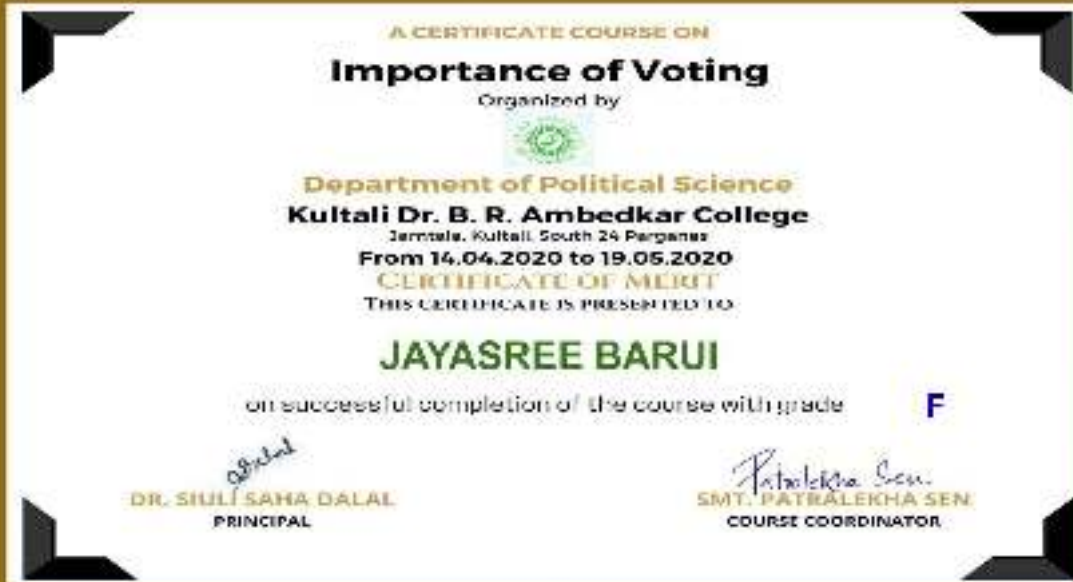 A CERTIFICATE COURSE ON
Importance of Voting
Organized by
Department of Political Science
Kultali Dr. B. R. Ambedkar College
Jamtala, Kultali, South 24 Parganas
From 14.04.2020 to 19.05.2020
CERTIFICATE OF MERIT
THIS CERTIFICATE IS PRESENTED TO
JAYASREE BARUI
on successful completion of the course with grade F
Patralekha Sen.
DR. SIULI SAHA DALAL
SMT. PATRALEKHA SEN
PRINCIPAL
COURSE COORDINATOR